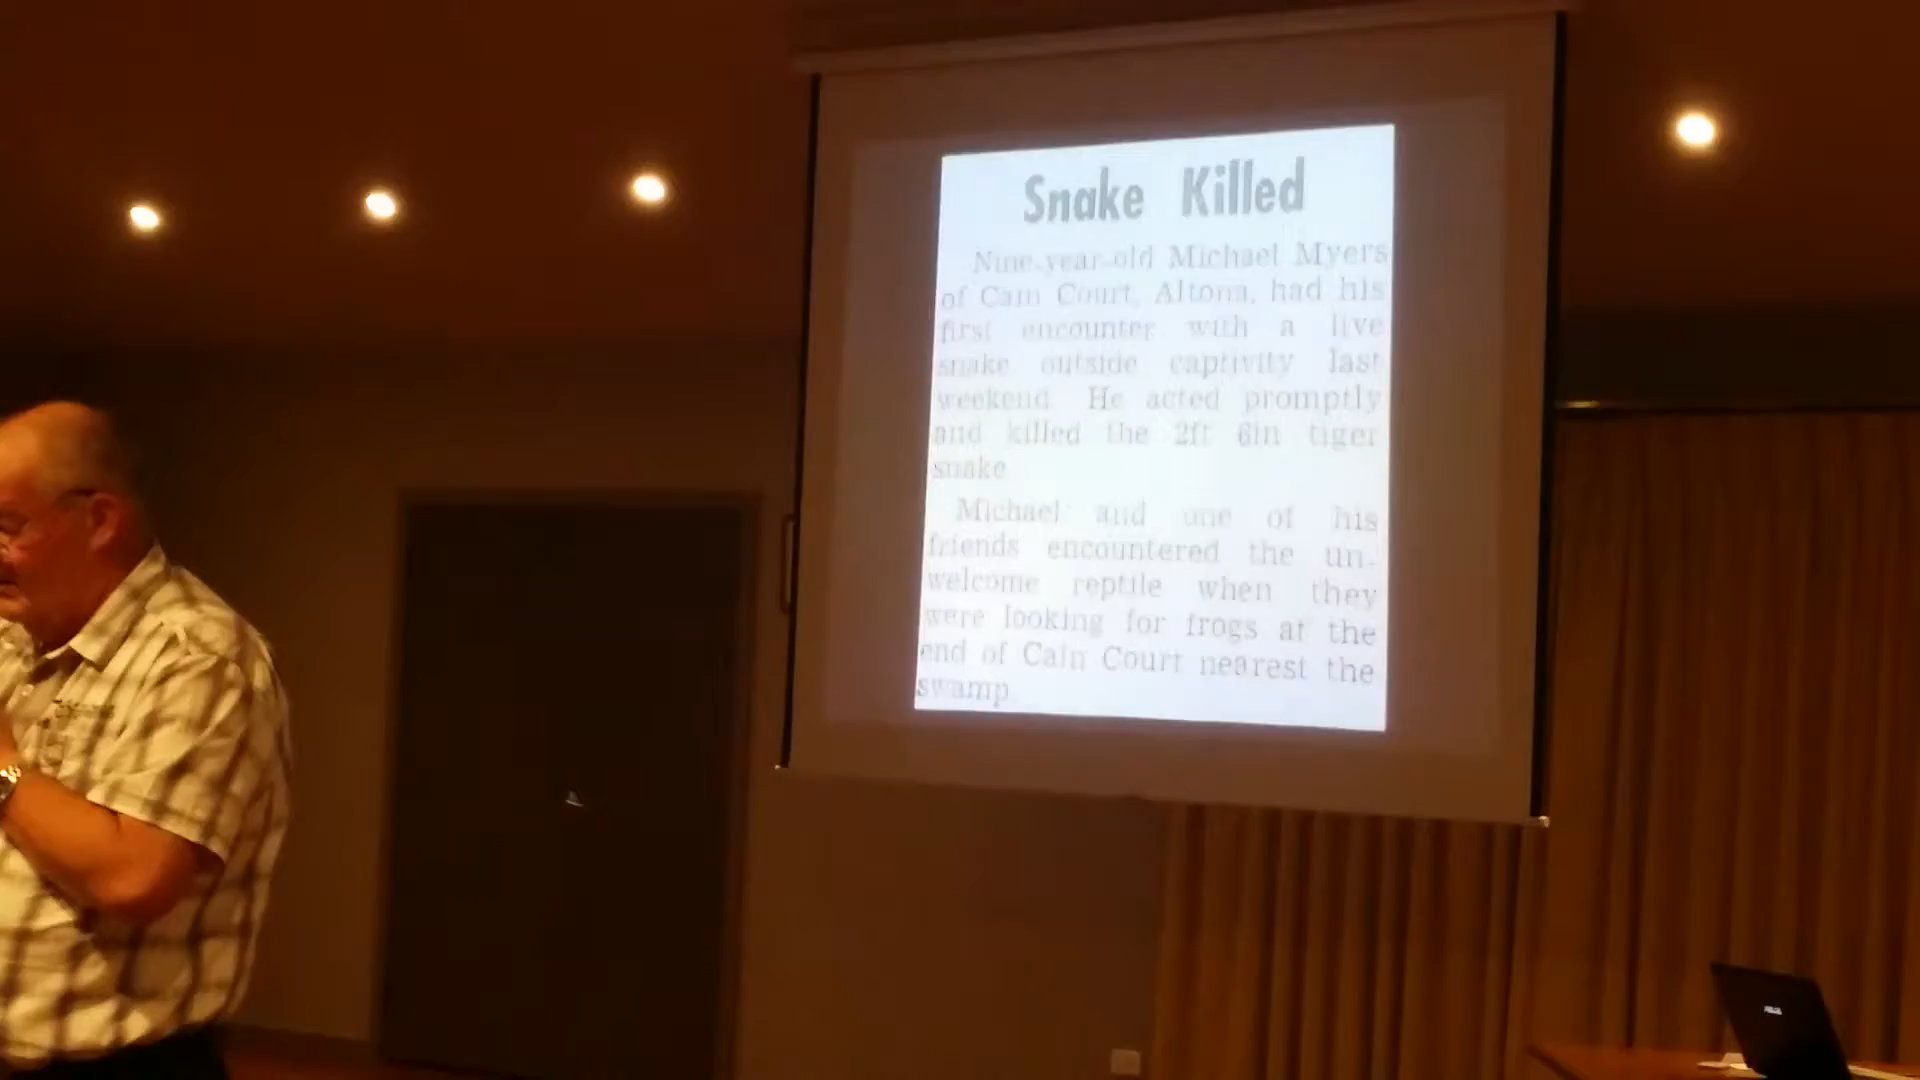 Snake Killed
Nine-year-old Michael Myers
of Cain Court, Altona, had his
first encounter with a live
snake outside captivity last
weekend. He acted promptly
and killed the 2ft 6in tiger
snake.
Michael and one of his
friends encountered the un-
welcome reptile when they
were looking for frogs at the
end of Cain Court nearest the
swamp.
ASUS